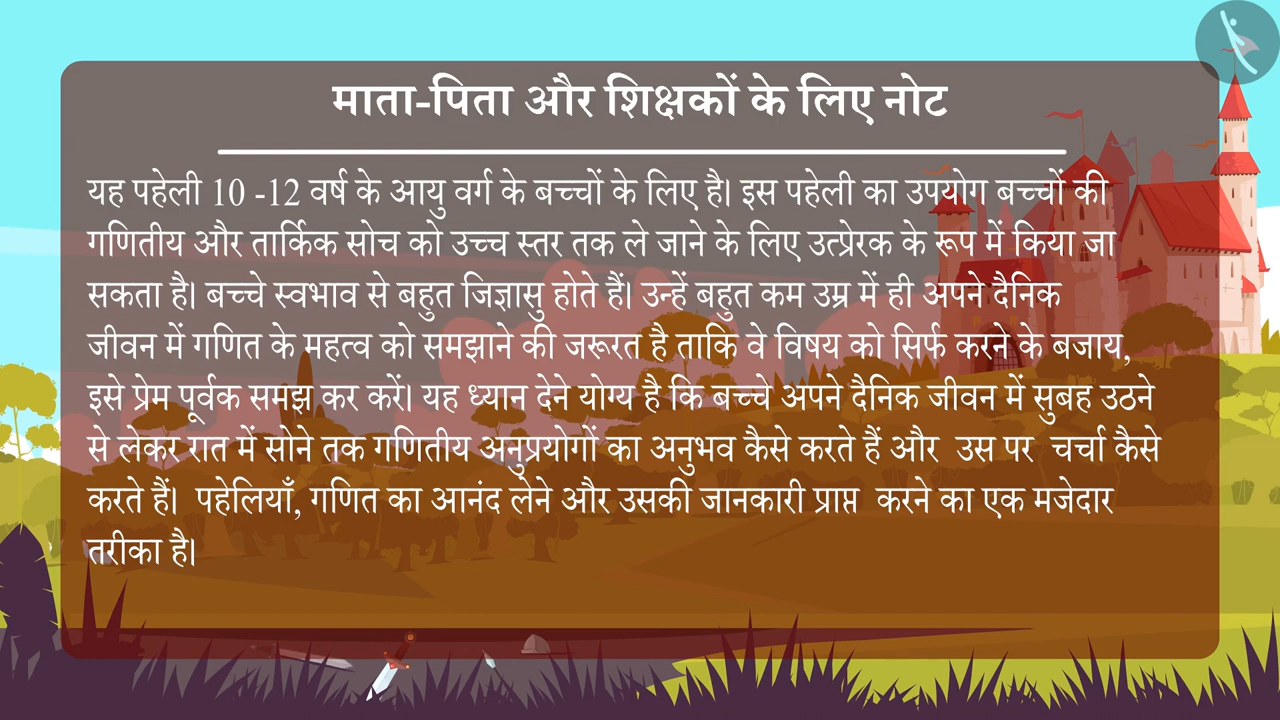 माता-पिता और शिक्षकों के लिए नोट
यह पहेली 10 -12 वर्ष के आयु वर्ग के बच्चों के लिए है। इस पहेली का उपयोग बच्चों की
गणितीय और तार्किक सोच को उच्च स्तर तक ले जाने के लिए उत्प्रेरक के रूप में किया जा
सकता है। बच्चे स्वभाव से बहुत जिज्ञासु होते हैं। उन्हें बहुत कम उम्र में ही अपने दैनिक
जीवन में गणित के महत्व को समझाने की जरूरत है ताकि वे विषय को सिर्फ करने के बजाय,
इसे प्रेम पूर्वक समझ कर करें। यह ध्यान देने योग्य है कि बच्चे अपने दैनिक जीवन में सुबह उठने
से लेकर रात में सोने तक गणितीय अनुप्रयोगों का अनुभव कैसे करते हैं और उस पर चर्चा कैसे
करते हैं। पहेलियाँ, गणित का आनंद लेने और उसकी जानकारी प्राप्त करने का एक मजेदार
तरीका है।